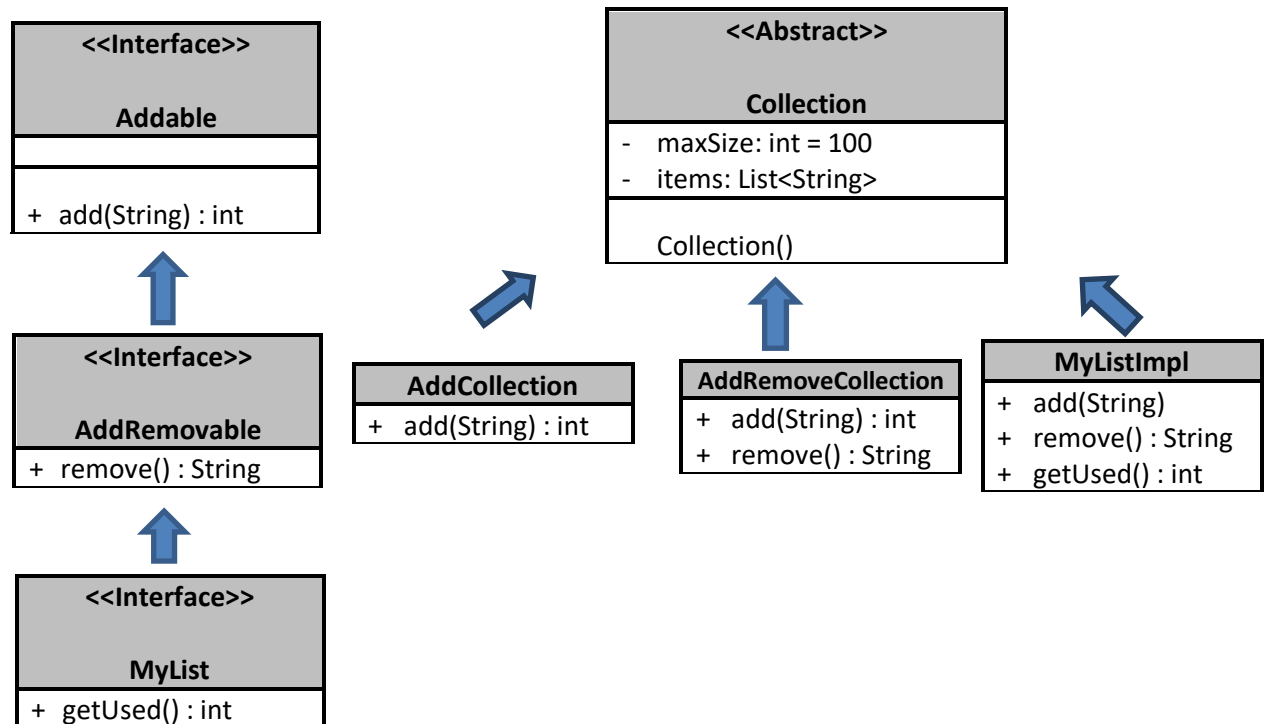 <<Interface>>
Addable
+ add(String) : int
<<Interface>>
AddRemovable
+ remove() : String
<<Interface>>
MyList
+ getUsed() : int
<<Abstract>>
Collection
- maxSize: int = 100
- items: List<String>
Collection()
AddCollection
+ add(String) : int
AddRemoveCollection
+ add(String) : int
+ remove() : String
MyListImpl
+ add(String)
+ remove() : String
+ getUsed() : int